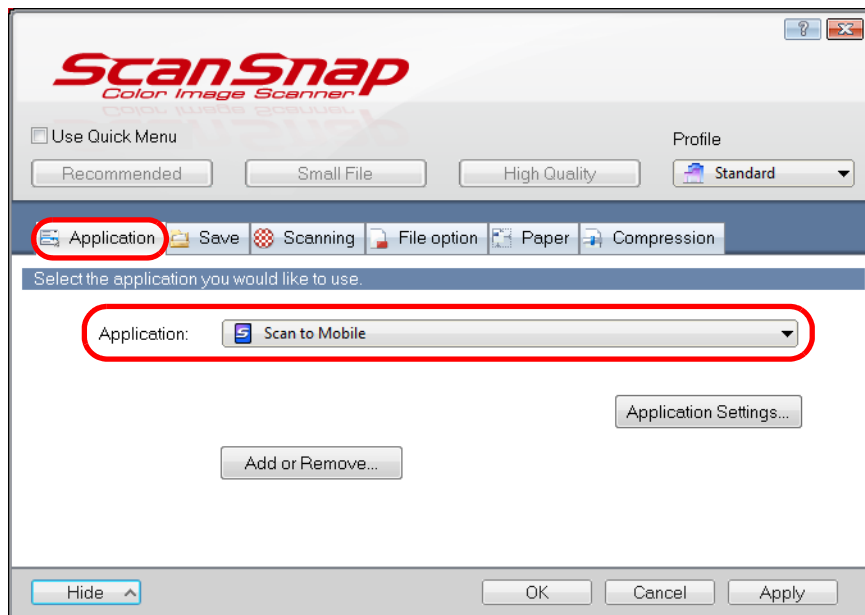 ScanSnap
Color Image Scanner
Use Quick Menu
Profile
Recommended Small File High Quality Standard
Application Save Scanning File option Paper Compression
Select the application you would like to use.
Application: Scan to Mobile
Application Settings...
Add or Remove...
Hide OK Cancel Apply